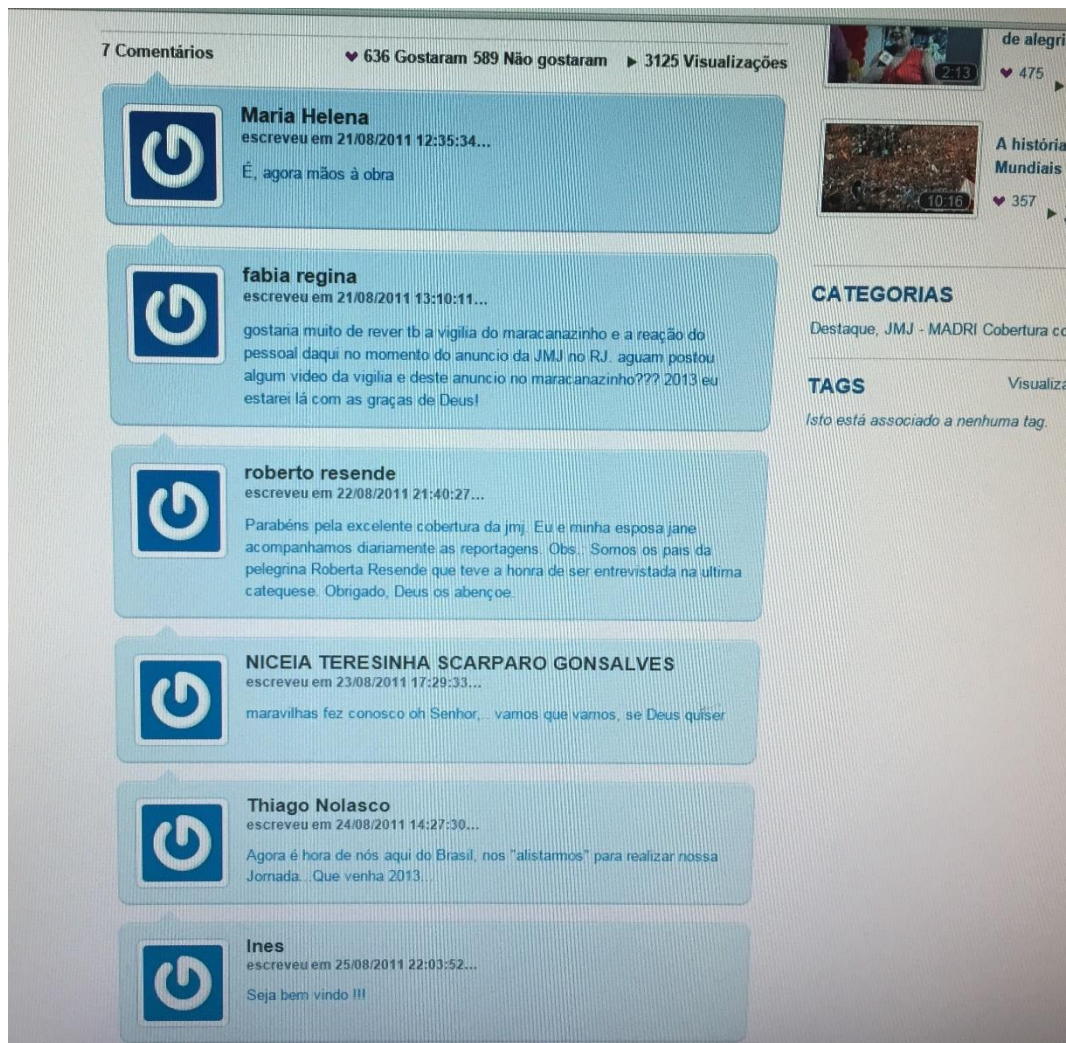 7 Comentários
636 Gostaram 589 Não gostaram 3125 Visualizações
Maria Helena
escreveu em 21/08/2011 12:35:34...
É, agora mãos à obra
fabia regina
escreveu em 21/08/2011 13:10:11...
gostaria muito de rever tb a vigilia do maracanazinho e a reação do
pessoal daqui no momento do anuncio da JMJ no RJ. aguam postou
algum video da vigilia e deste anuncio no maracanazinho??? 2013 eu
estarei lá com as graças de Deus!
roberto resende
escreveu em 22/08/2011 21:40:27...
Parabéns pela excelente cobertura da jmj. Eu e minha esposa jane
acompanhamos diariamente as reportagens. Obs.: Somos os pais da
pelegrina Roberta Resende que teve a honra de ser entrevistada na ultima
catequese. Obrigado, Deus os abençoe.
NICEIA TERESINHA SCARPARO GONSALVES
escreveu em 23/08/2011 17:29:33...
maravilhas fez conosco oh Senhor,.. vamos que vamos, se Deus quiser
Thiago Nolasco
escreveu em 24/08/2011 14:27:30...
Agora é hora de nós aqui do Brasil, nos "alistarmos" para realizar nossa
Jornada...Que venha 2013...
Ines
escreveu em 25/08/2011 22:03:52...
Seja bem vindo !!!
de alegri
2:13
475
A história
Mundiais
10:16
357
CATEGORIAS
Destaque, JMJ - MADRI Cobertura co
TAGS
Visualiza
Isto está associado a nenhuma tag.